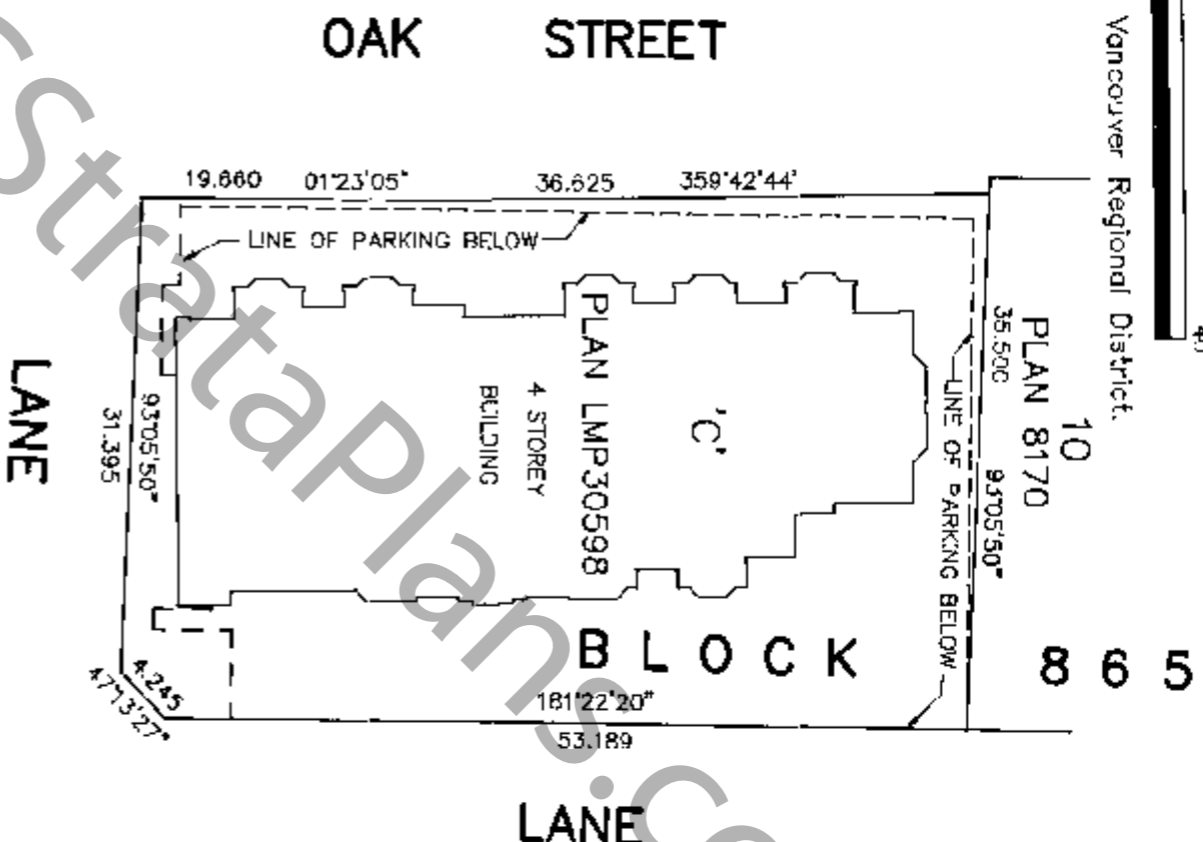 OAK STREET
Vancouver Regional District.
19.660 01°23'05" 36.625 359°42'44"
LINE OF PARKING BELOW
PLAN LMP30598
4 STOREY
BUILDING
'C'
LANE
93°05'50"
31.395
35.500
93°05'50"
LINE OF PARKING BELOW
10
PLAN 8170
BLOCK 865
4.245
47°13'27"
181°22'20"
53.189
LANE
StrataPlans.c